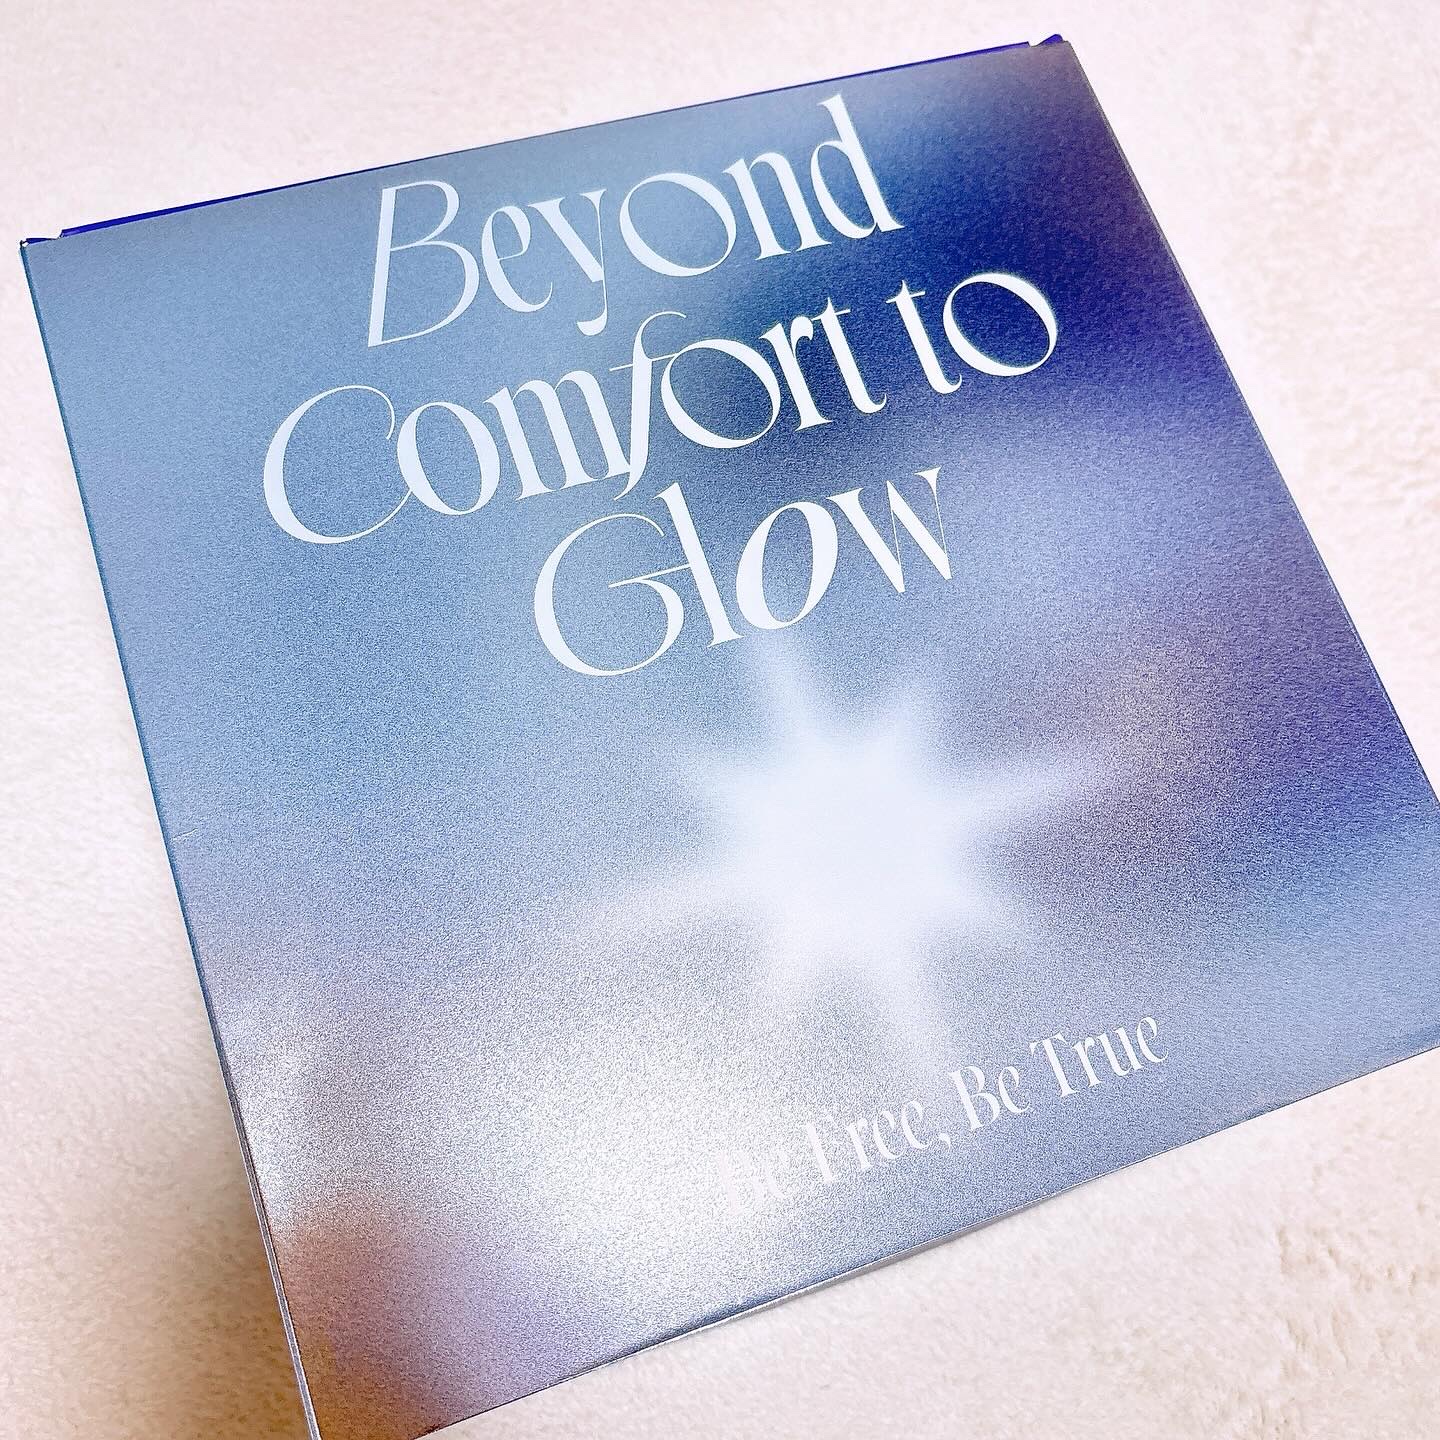 Beyond
Comfort to
Glow
Be Free, Be True